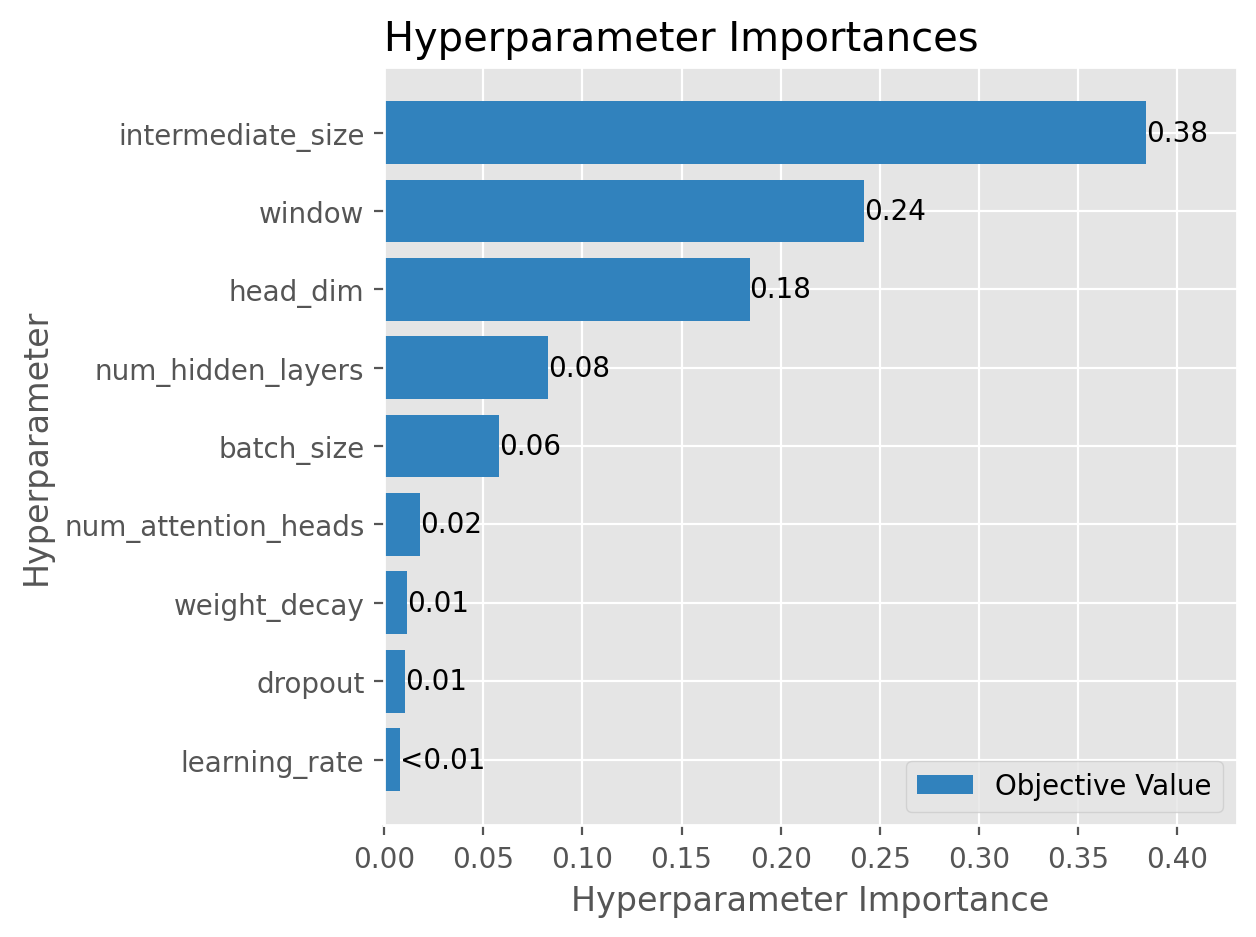 Hyperparameter Importances
Hyperparameter
intermediate_size 0.38
window 0.24
head_dim 0.18
num_hidden_layers 0.08
batch_size 0.06
num_attention_heads 0.02
weight_decay 0.01
dropout 0.01
learning_rate <0.01
Objective Value
0.00 0.05 0.10 0.15 0.20 0.25 0.30 0.35 0.40
Hyperparameter Importance